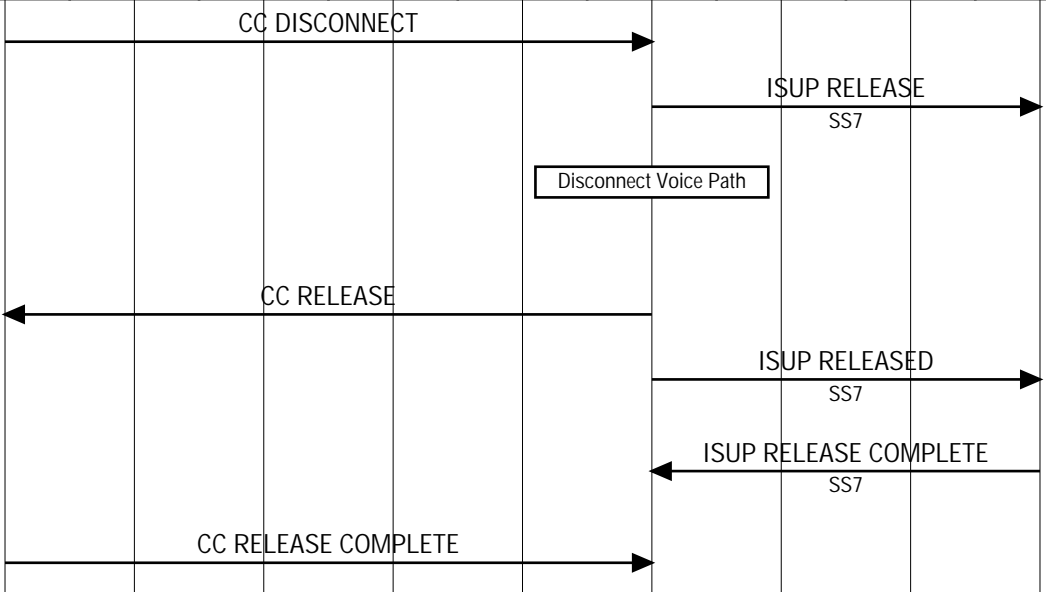 CC DISCONNECT
ISUP RELEASE
SS7
Disconnect Voice Path
CC RELEASE
ISUP RELEASED
SS7
ISUP RELEASE COMPLETE
SS7
CC RELEASE COMPLETE